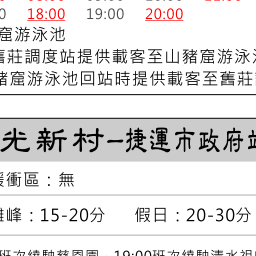 18:00 19:00 20:00
窟游泳池
舊莊調度站提供載客至山豬窟游泳池
豬窟游泳池回站時提供載客至舊莊
光新村–捷運市政府站
緩衝區：無
離峰：15-20分 假日：20-30分